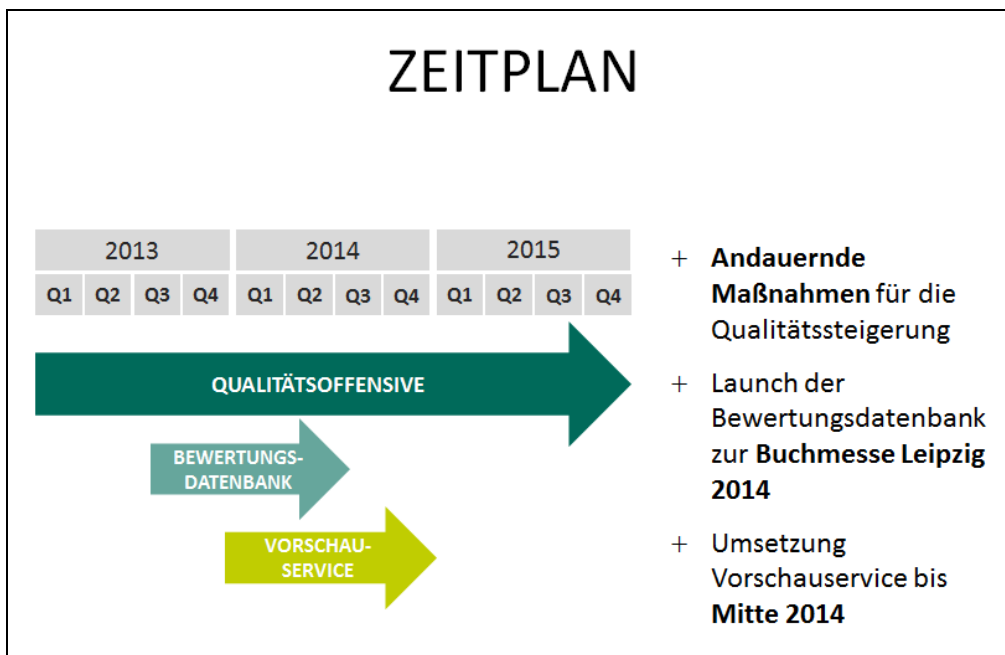 ZEITPLAN
2013 2014 2015
Q1 Q2 Q3 Q4 Q1 Q2 Q3 Q4 Q1 Q2 Q3 Q4
QUALITÄTSOFFENSIVE
BEWERTUNGS-
DATENBANK
VORSCHAU-
SERVICE
+ Andauernde
Maßnahmen für die
Qualitätssteigerung
+ Launch der
Bewertungsdatenbank
zur Buchmesse Leipzig
2014
+ Umsetzung
Vorschauservice bis
Mitte 2014